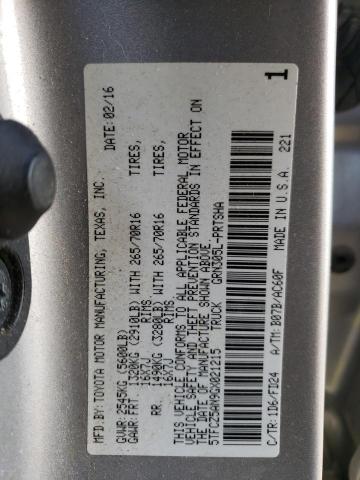 MFD.BY:TOYOTA MOTOR MANUFACTURING, TEXAS, INC. DATE: 02/16
GVWR:2545KG (5600LB)
GAWR: FR 1320KG (2910LB) WITH 265/70R16 TIRES,
16X7J RIMS,
RR 1490KG (3280LB) WITH 265/70R16 TIRES,
16X7J RIMS,
THIS VEHICLE CONFORMS TO ALL APPLICABLE FEDERAL MOTOR
VEHICLE SAFETY AND THEFT PREVENTION STANDARDS IN EFFECT ON
THE DATE OF MANUFACTURE SHOWN ABOVE.
5TFCZ5AN9GX021215 TRUCK GRN305L-PRTSHA
C/TR:1D6/FD24 A/TM:B07B/AC60F MADE IN U.S.A.
221
1